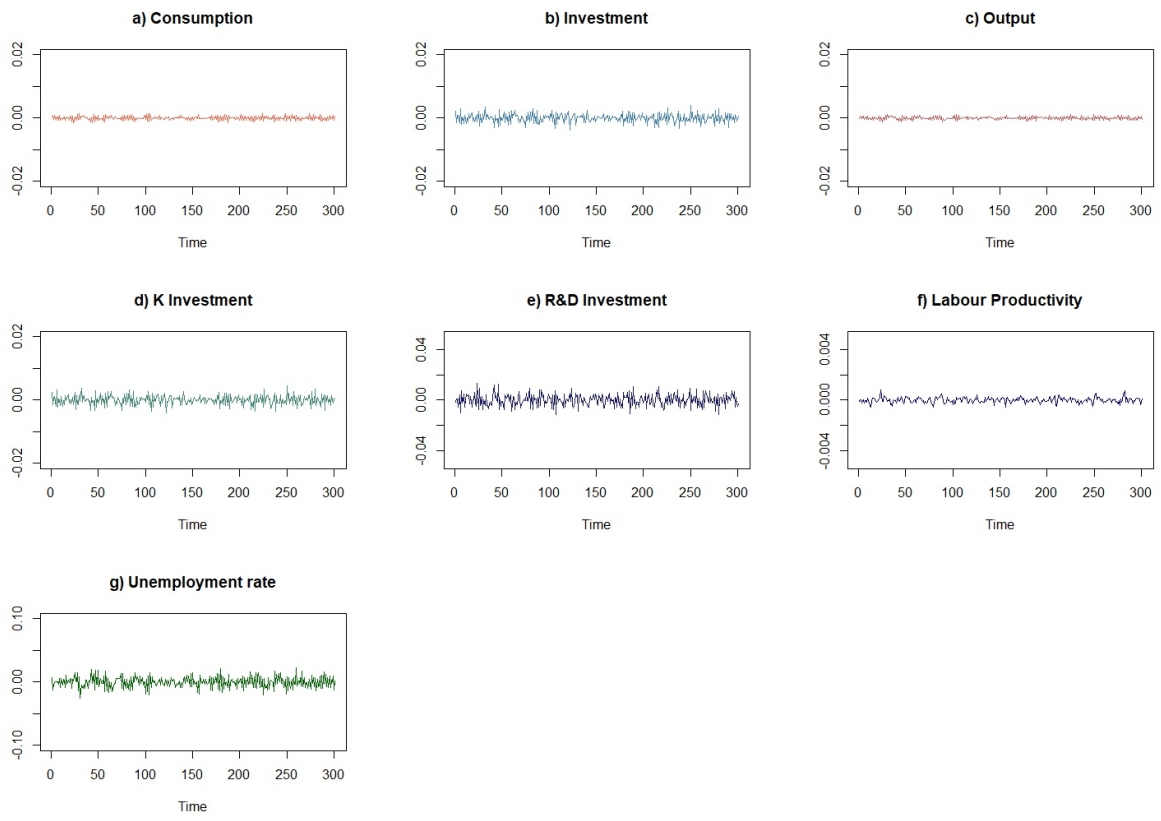 a) Consumption
0.02
0.00
-0.02
0 50 100 150 200 250 300
Time
b) Investment
0.02
0.00
-0.02
0 50 100 150 200 250 300
Time
c) Output
0.02
0.00
-0.02
0 50 100 150 200 250 300
Time
d) K Investment
0.02
0.00
-0.02
0 50 100 150 200 250 300
Time
e) R&D Investment
0.04
0.00
-0.04
0 50 100 150 200 250 300
Time
f) Labour Productivity
0.004
0.000
-0.004
0 50 100 150 200 250 300
Time
g) Unemployment rate
0.10
0.00
-0.10
0 50 100 150 200 250 300
Time